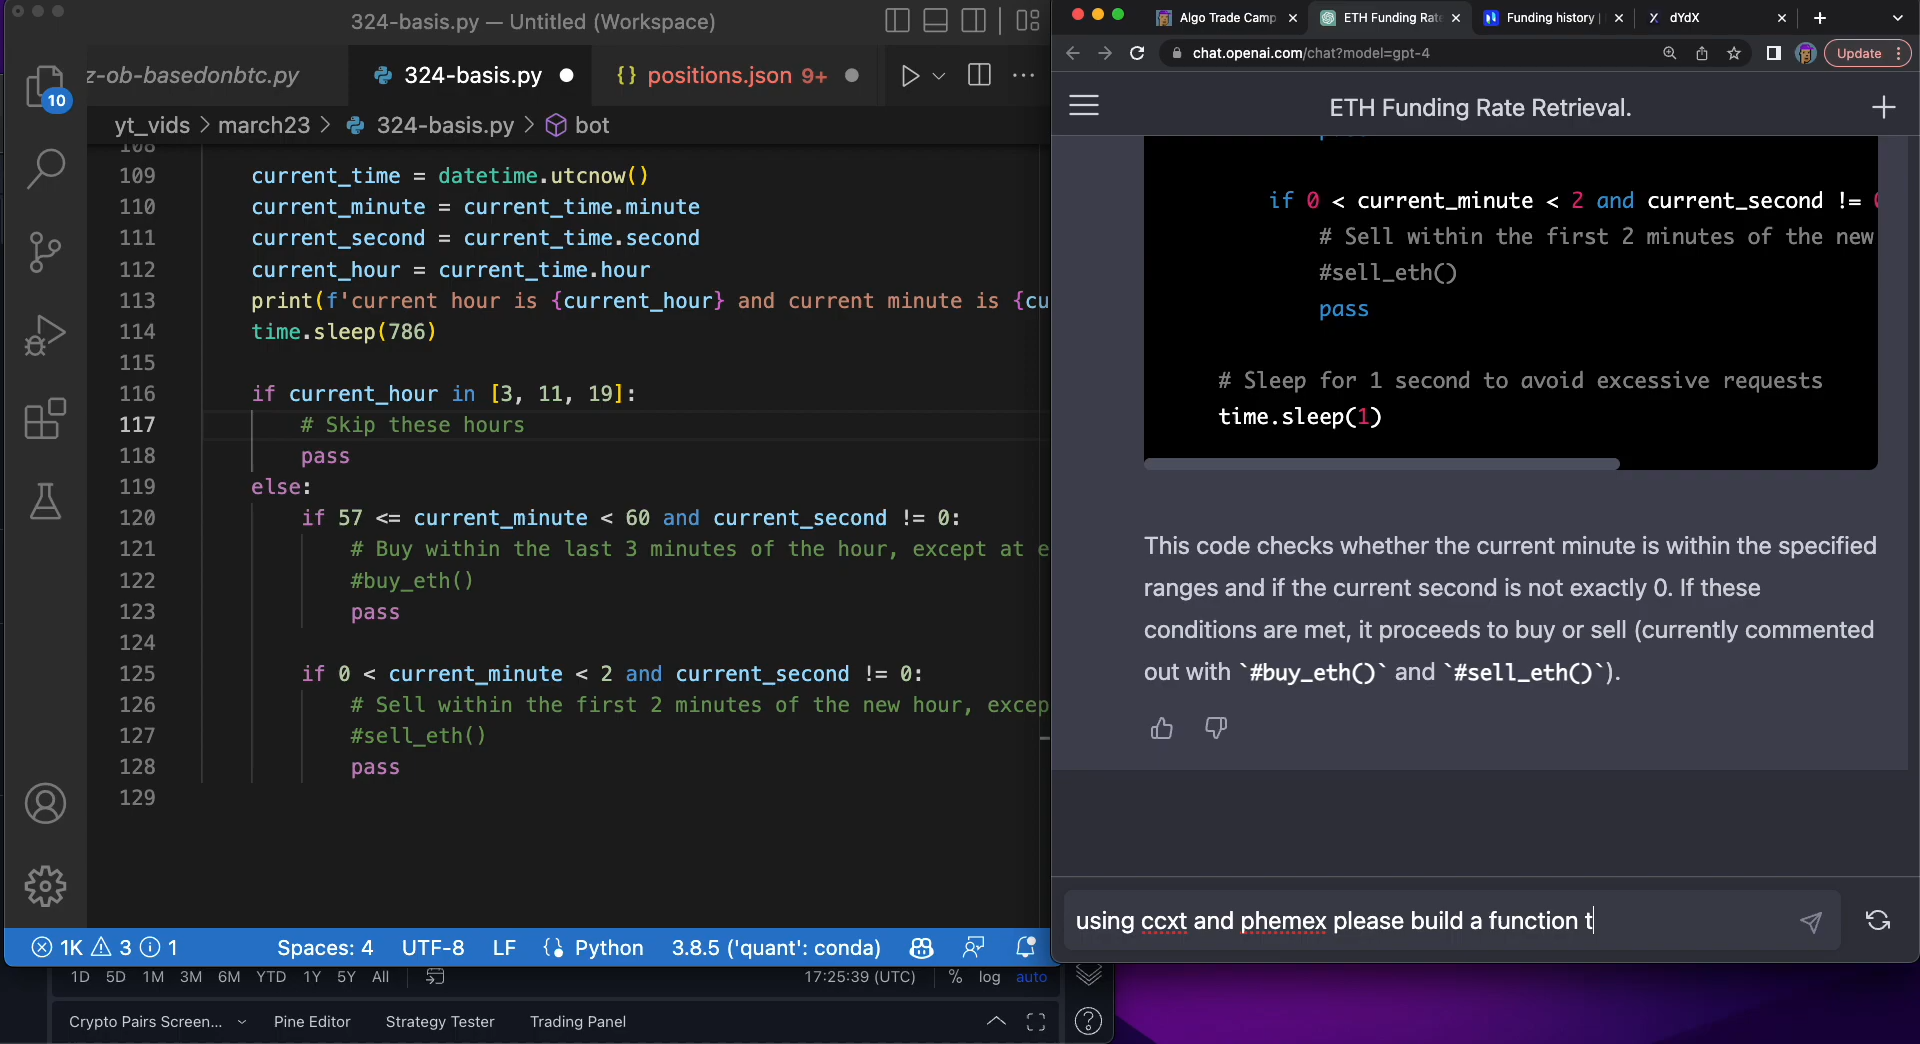 324-basis.py — Untitled (Workspace)
z-ob-basedonbtc.py
324-basis.py
{} positions.json 9+
10
yt_vids > march23 > 324-basis.py > bot
108
109 current_time = datetime.utcnow()
110 current_minute = current_time.minute
111 current_second = current_time.second
112 current_hour = current_time.hour
113 print(f'current hour is {current_hour} and current minute is {cu
114 time.sleep(786)
115
116 if current_hour in [3, 11, 19]:
117 # Skip these hours
118 pass
119 else:
120 if 57 <= current_minute < 60 and current_second != 0:
121 # Buy within the last 3 minutes of the hour, except at e
122 #buy_eth()
123 pass
124
125 if 0 < current_minute < 2 and current_second != 0:
126 # Sell within the first 2 minutes of the new hour, excep
127 #sell_eth()
128 pass
129
1K 3 1 Spaces: 4 UTF-8 LF Python 3.8.5 ('quant': conda)
1D 5D 1M 3M 6M YTD 1Y 5Y All 17:25:39 (UTC) % log auto
Crypto Pairs Screen... Pine Editor Strategy Tester Trading Panel
Algo Trade Camp
ETH Funding Rate
Funding history |
dYdX
chat.openai.com/chat?model=gpt-4
Update
ETH Funding Rate Retrieval.
if 0 < current_minute < 2 and current_second !=
# Sell within the first 2 minutes of the new
#sell_eth()
pass
# Sleep for 1 second to avoid excessive requests
time.sleep(1)
This code checks whether the current minute is within the specified
ranges and if the current second is not exactly 0. If these
conditions are met, it proceeds to buy or sell (currently commented
out with `#buy_eth()` and `#sell_eth()`).
using ccxt and phemex please build a function t